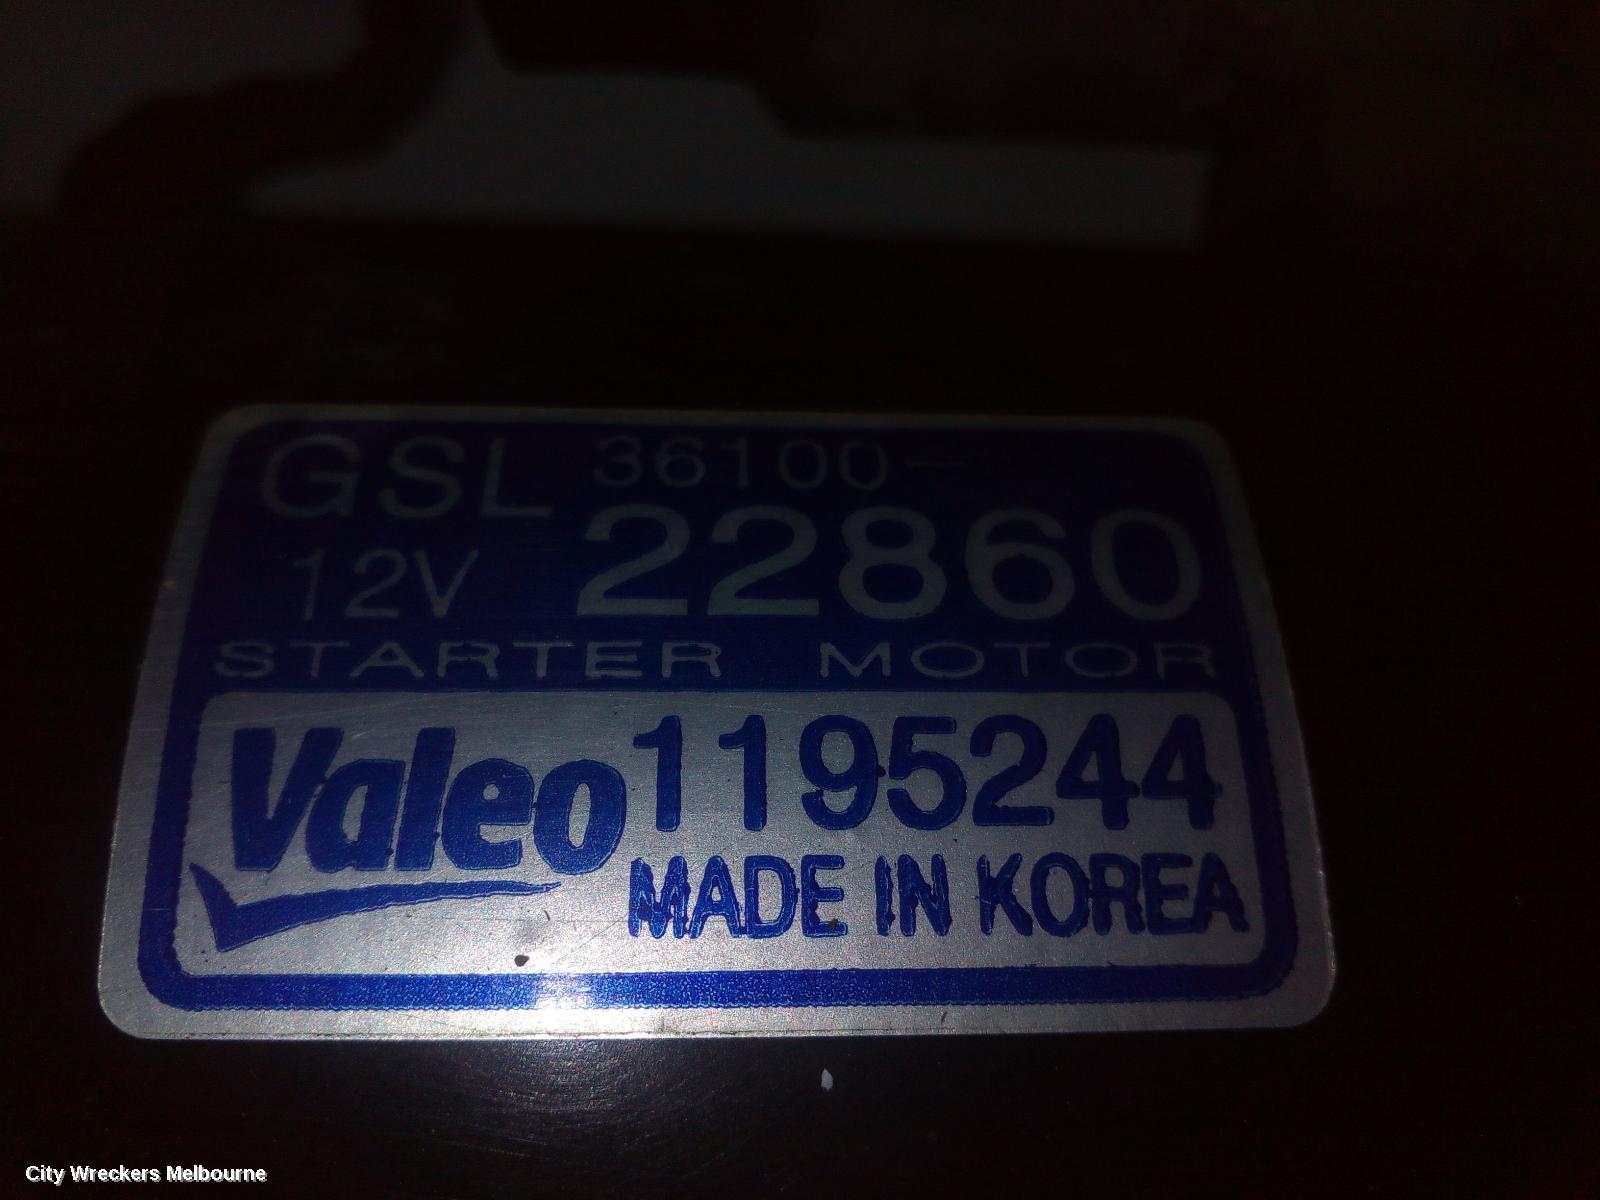 GSL 36100-
12V 22860
STARTER MOTOR
Valeo 1195244
MADE IN KOREA
City Wreckers Melbourne